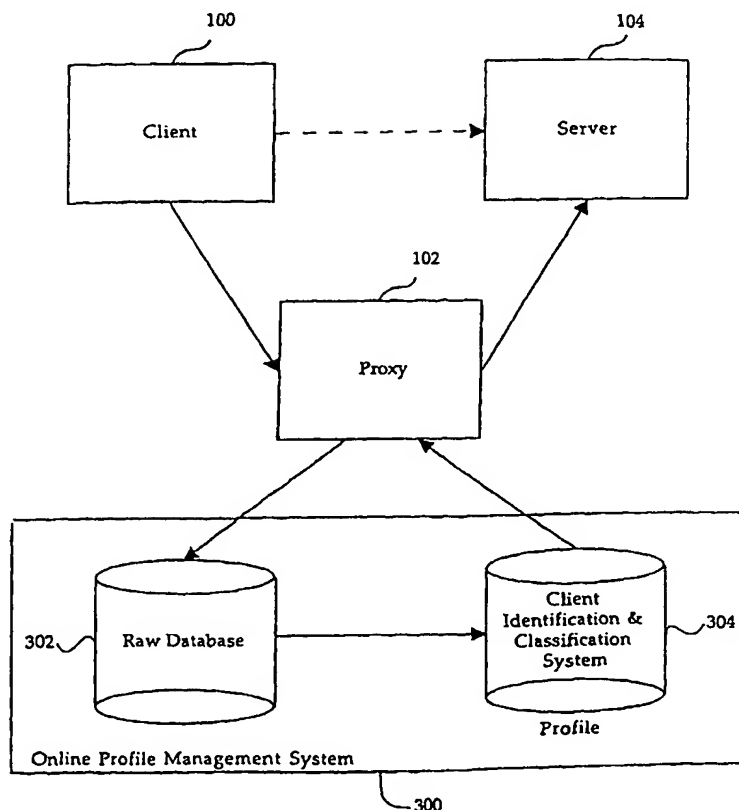 100
104
Client
Server
102
Proxy
302
Raw Database
Client
Identification &
Classification
System
304
Profile
Online Profile Management System
300